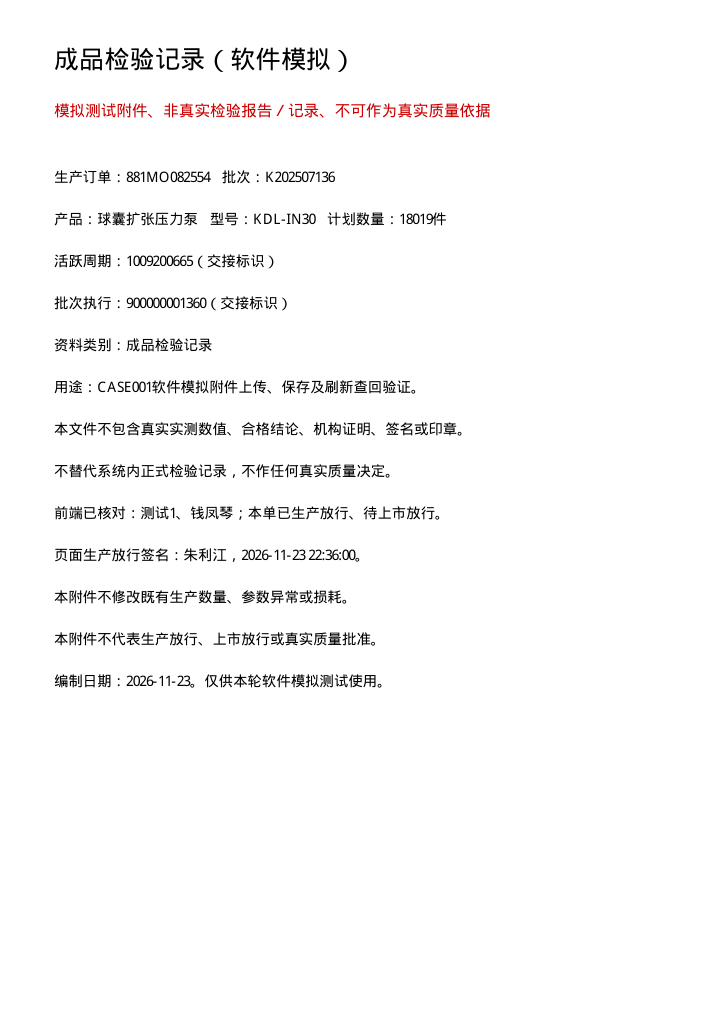 成品检验记录（软件模拟）
模拟测试附件、非真实检验报告／记录、不可作为真实质量依据
生产订单：881MO082554　批次：K202507136
产品：球囊扩张压力泵　型号：KDL-IN30　计划数量：18019件
活跃周期：1009200665（交接标识）
批次执行：900000001360（交接标识）
资料类别：成品检验记录
用途：CASE001软件模拟附件上传、保存及刷新查回验证。
本文件不包含真实实测数值、合格结论、机构证明、签名或印章。
不替代系统内正式检验记录，不作任何真实质量决定。
前端已核对：测试1、钱凤琴；本单已生产放行、待上市放行。
页面生产放行签名：朱利江，2026-11-23 22:36:00。
本附件不修改既有生产数量、参数异常或损耗。
本附件不代表生产放行、上市放行或真实质量批准。
编制日期：2026-11-23。仅供本轮软件模拟测试使用。